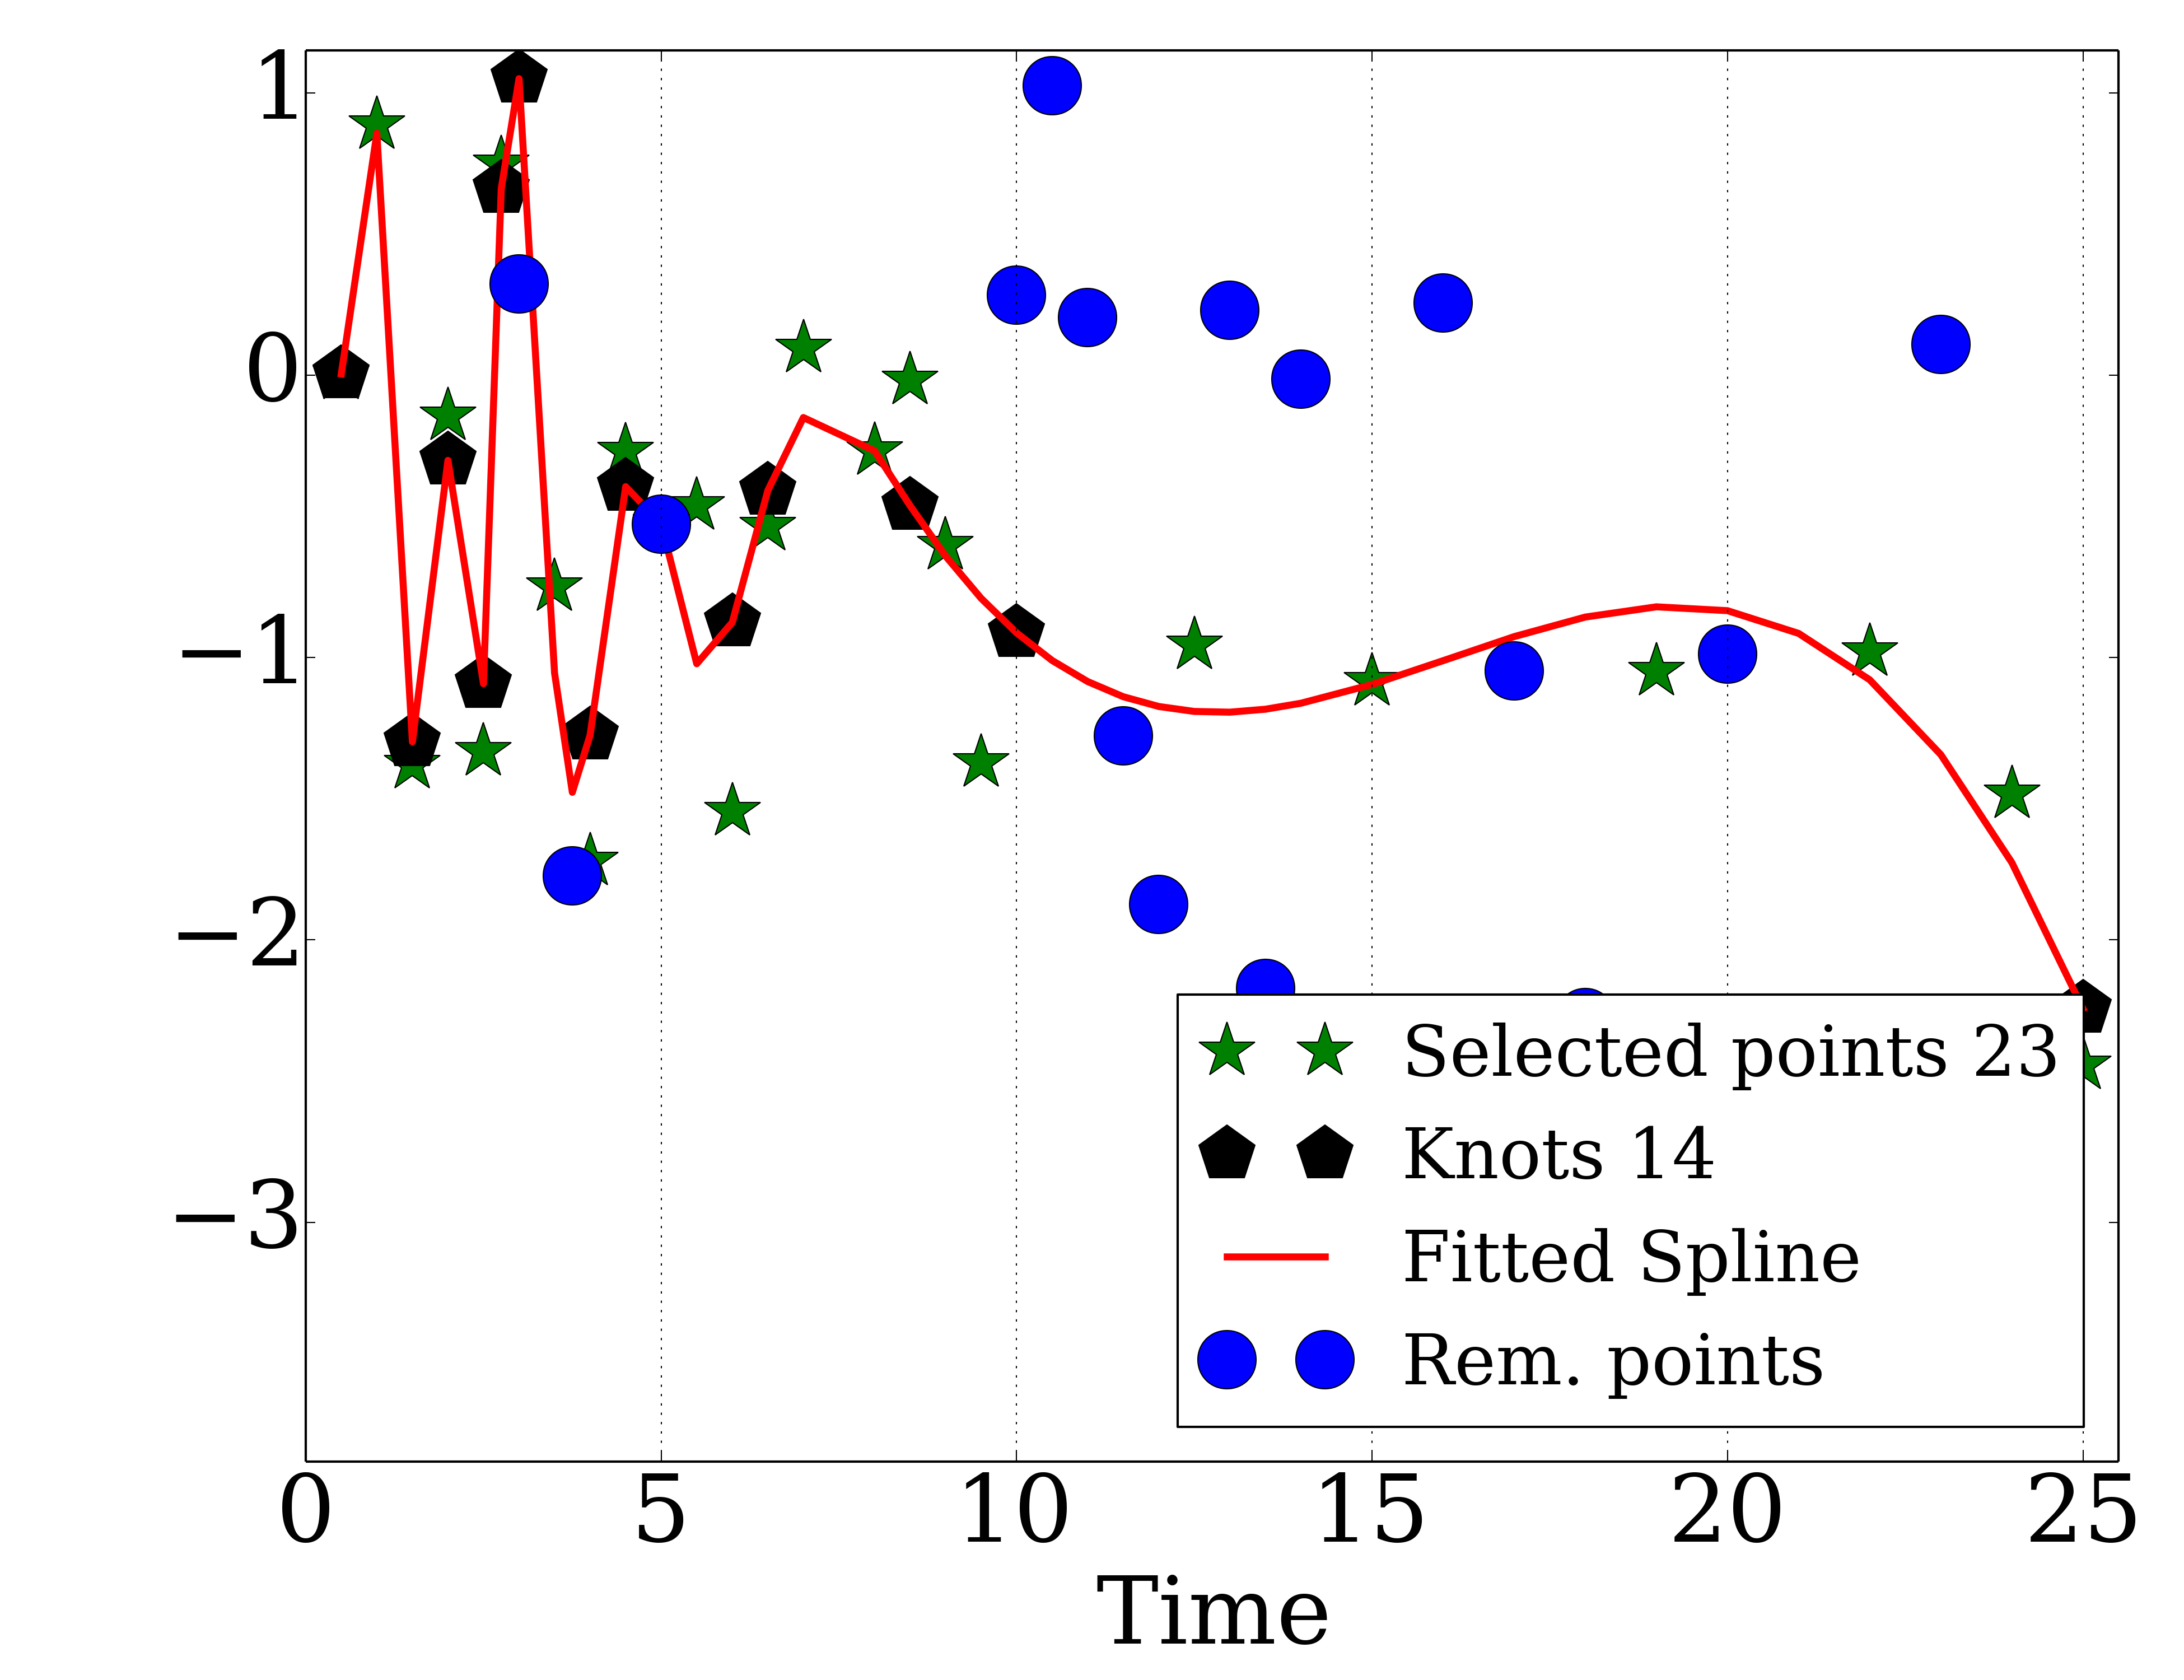 1
0
−1
−2
−3
0 5 10 15 20 25
Time
Selected points 23
Knots 14
Fitted Spline
Rem. points